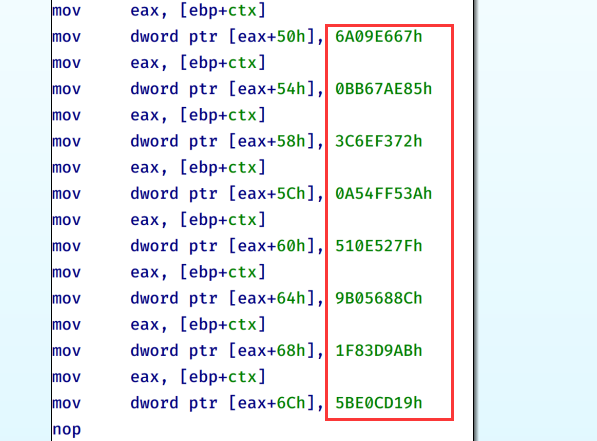 mov eax, [ebp+ctx]
mov dword ptr [eax+50h], 6A09E667h
mov eax, [ebp+ctx]
mov dword ptr [eax+54h], 0BB67AE85h
mov eax, [ebp+ctx]
mov dword ptr [eax+58h], 3C6EF372h
mov eax, [ebp+ctx]
mov dword ptr [eax+5Ch], 0A54FF53Ah
mov eax, [ebp+ctx]
mov dword ptr [eax+60h], 510E527Fh
mov eax, [ebp+ctx]
mov dword ptr [eax+64h], 9B05688Ch
mov eax, [ebp+ctx]
mov dword ptr [eax+68h], 1F83D9ABh
mov eax, [ebp+ctx]
mov dword ptr [eax+6Ch], 5BE0CD19h
nop